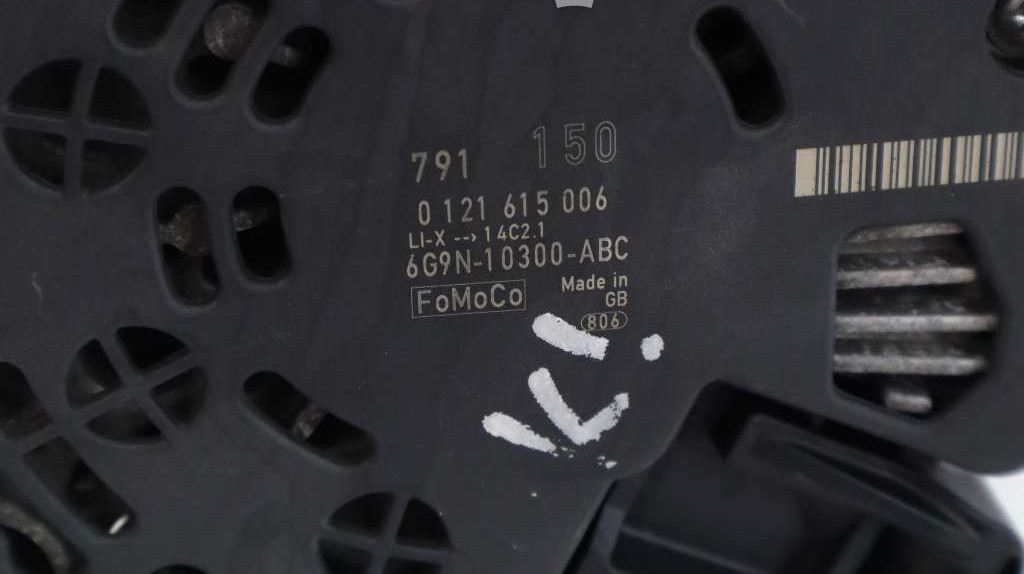 791 150
0 121 615 006
LI-X --> 14C2.1
6G9N-10300-ABC
FoMoCo
Made in
GB
806